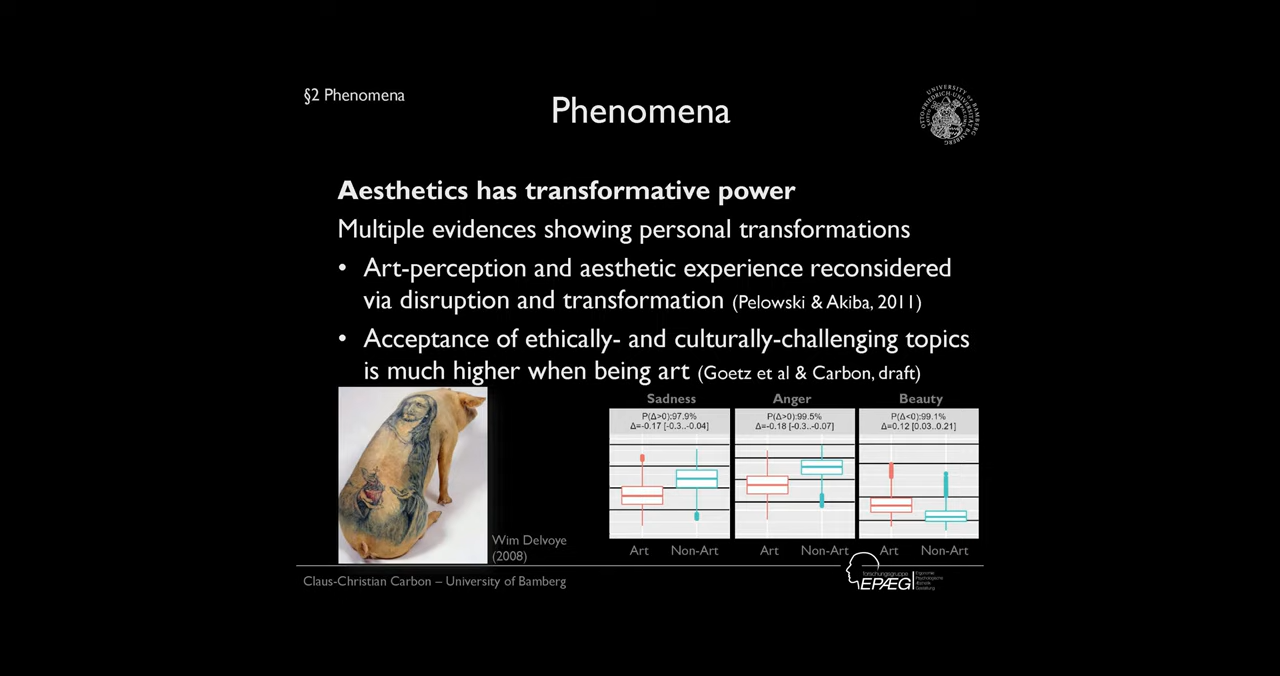 §2 Phenomena
Phenomena
Aesthetics has transformative power
Multiple evidences showing personal transformations
• Art-perception and aesthetic experience reconsidered
via disruption and transformation (Pelowski & Akiba, 2011)
• Acceptance of ethically- and culturally-challenging topics
is much higher when being art (Goetz et al & Carbon, draft)
Sadness
P(Δ>0):97.9%
Δ=-0.17 [-0.3..-0.04]
Art Non-Art
Anger
P(Δ>0):99.5%
Δ=-0.18 [-0.3..-0.07]
Art Non-Art
Beauty
P(Δ<0):99.1%
Δ=0.12 [0.03..0.21]
Art Non-Art
Wim Delvoye
(2008)
Claus-Christian Carbon – University of Bamberg
forschungsgruppe
EPÆG